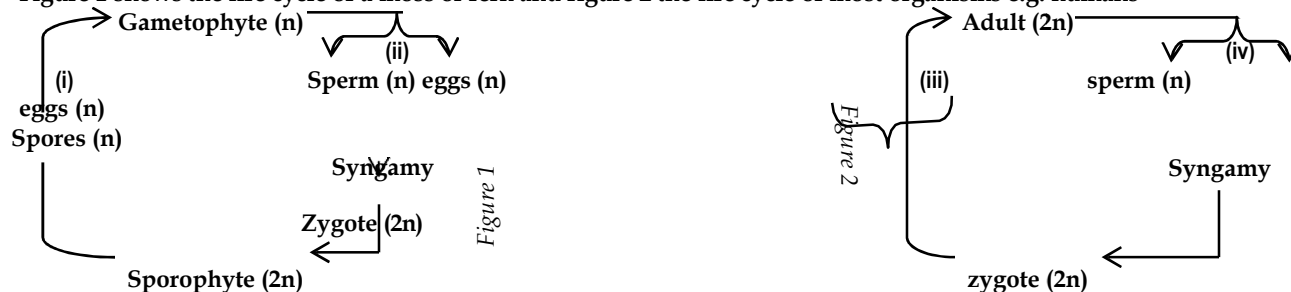 Figure 1 shows the life cycle of a moss or fern and figure 2 the life cycle of most organisms e.g. humans
Gametophyte (n)
(ii)
(i)
Sperm (n) eggs (n)
eggs (n)
Spores (n)
Syngamy
Zygote (2n)
Sporophyte (2n)
Figure 1
Adult (2n)
(iv)
(iii)
sperm (n)
Figure 2
Syngamy
zygote (2n)